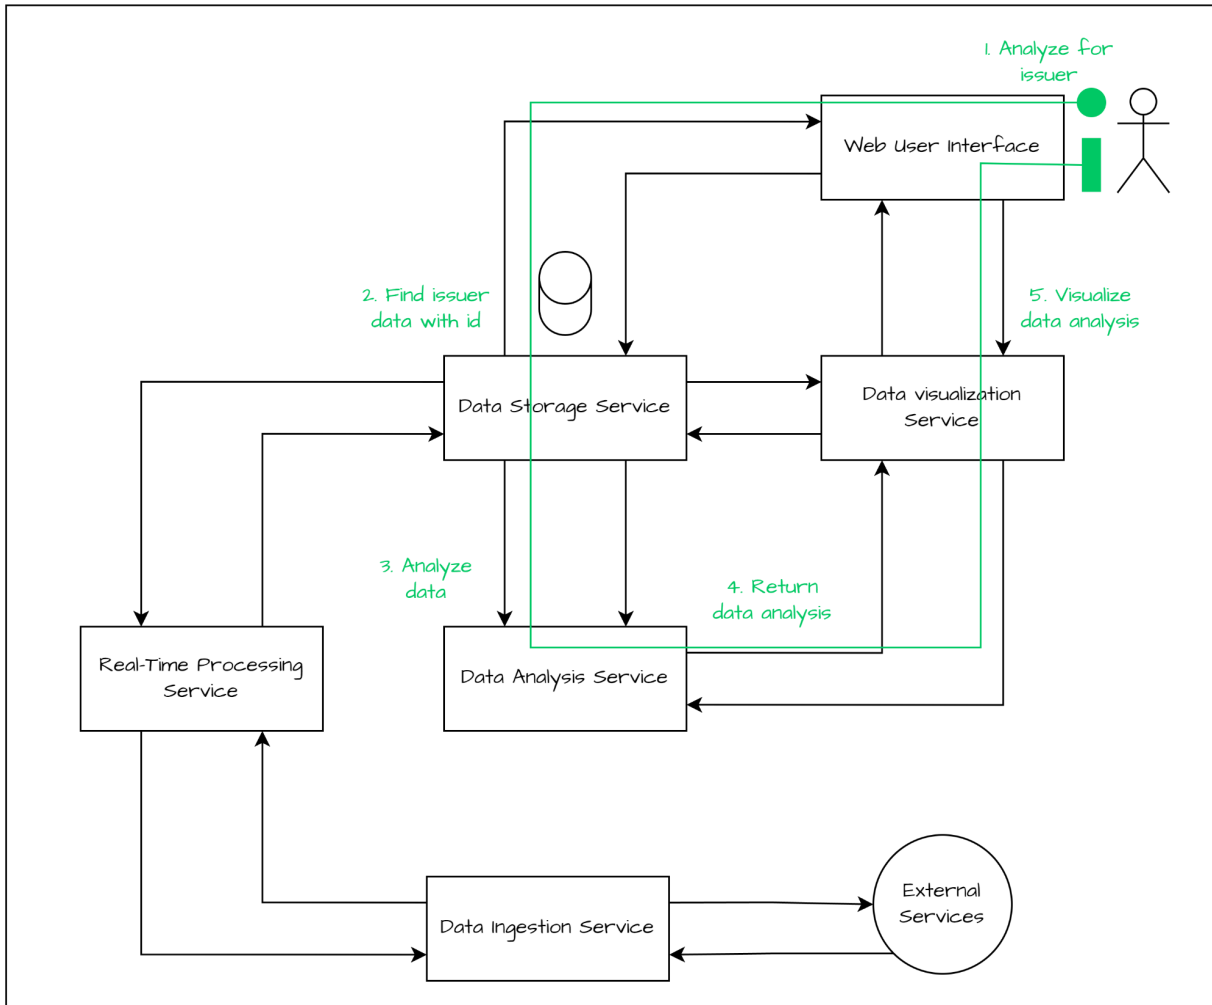 1. Analyze for
issuer
Web User Interface
2. Find issuer
data with id
5. Visualize
data analysis
Data Storage Service
Data visualization
Service
3. Analyze
data
4. Return
data analysis
Real-Time Processing
Service
Data Analysis Service
External
Services
Data Ingestion Service